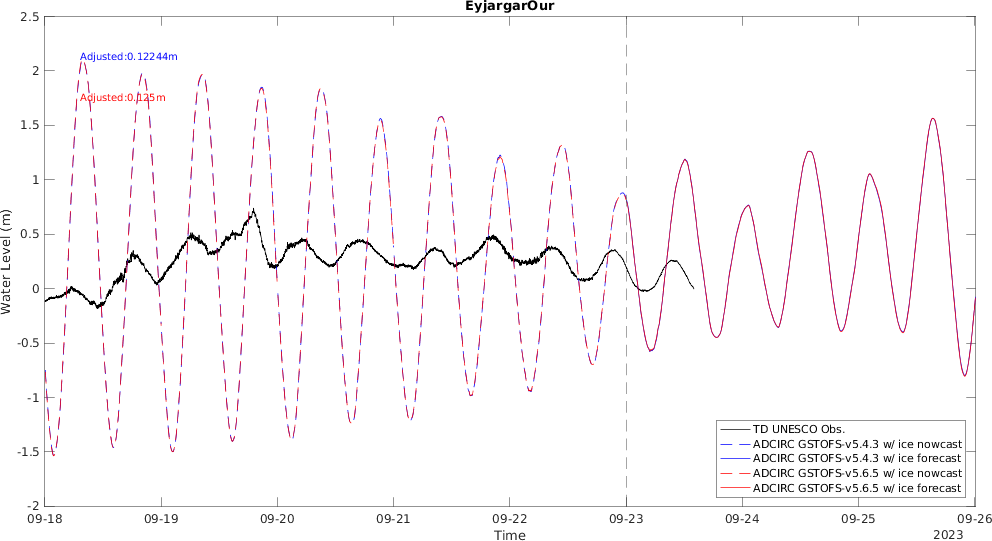 EyjargarOur
2.5
2
1.5
1
0.5
0
-0.5
-1
-1.5
-2
Water Level (m)
Adjusted:0.12244m
Adjusted:0.125m
TD UNESCO Obs.
ADCIRC GSTOFS-v5.4.3 w/ ice nowcast
ADCIRC GSTOFS-v5.4.3 w/ ice forecast
ADCIRC GSTOFS-v5.6.5 w/ ice nowcast
ADCIRC GSTOFS-v5.6.5 w/ ice forecast
09-18 09-19 09-20 09-21 09-22 09-23 09-24 09-25 09-26
Time
2023